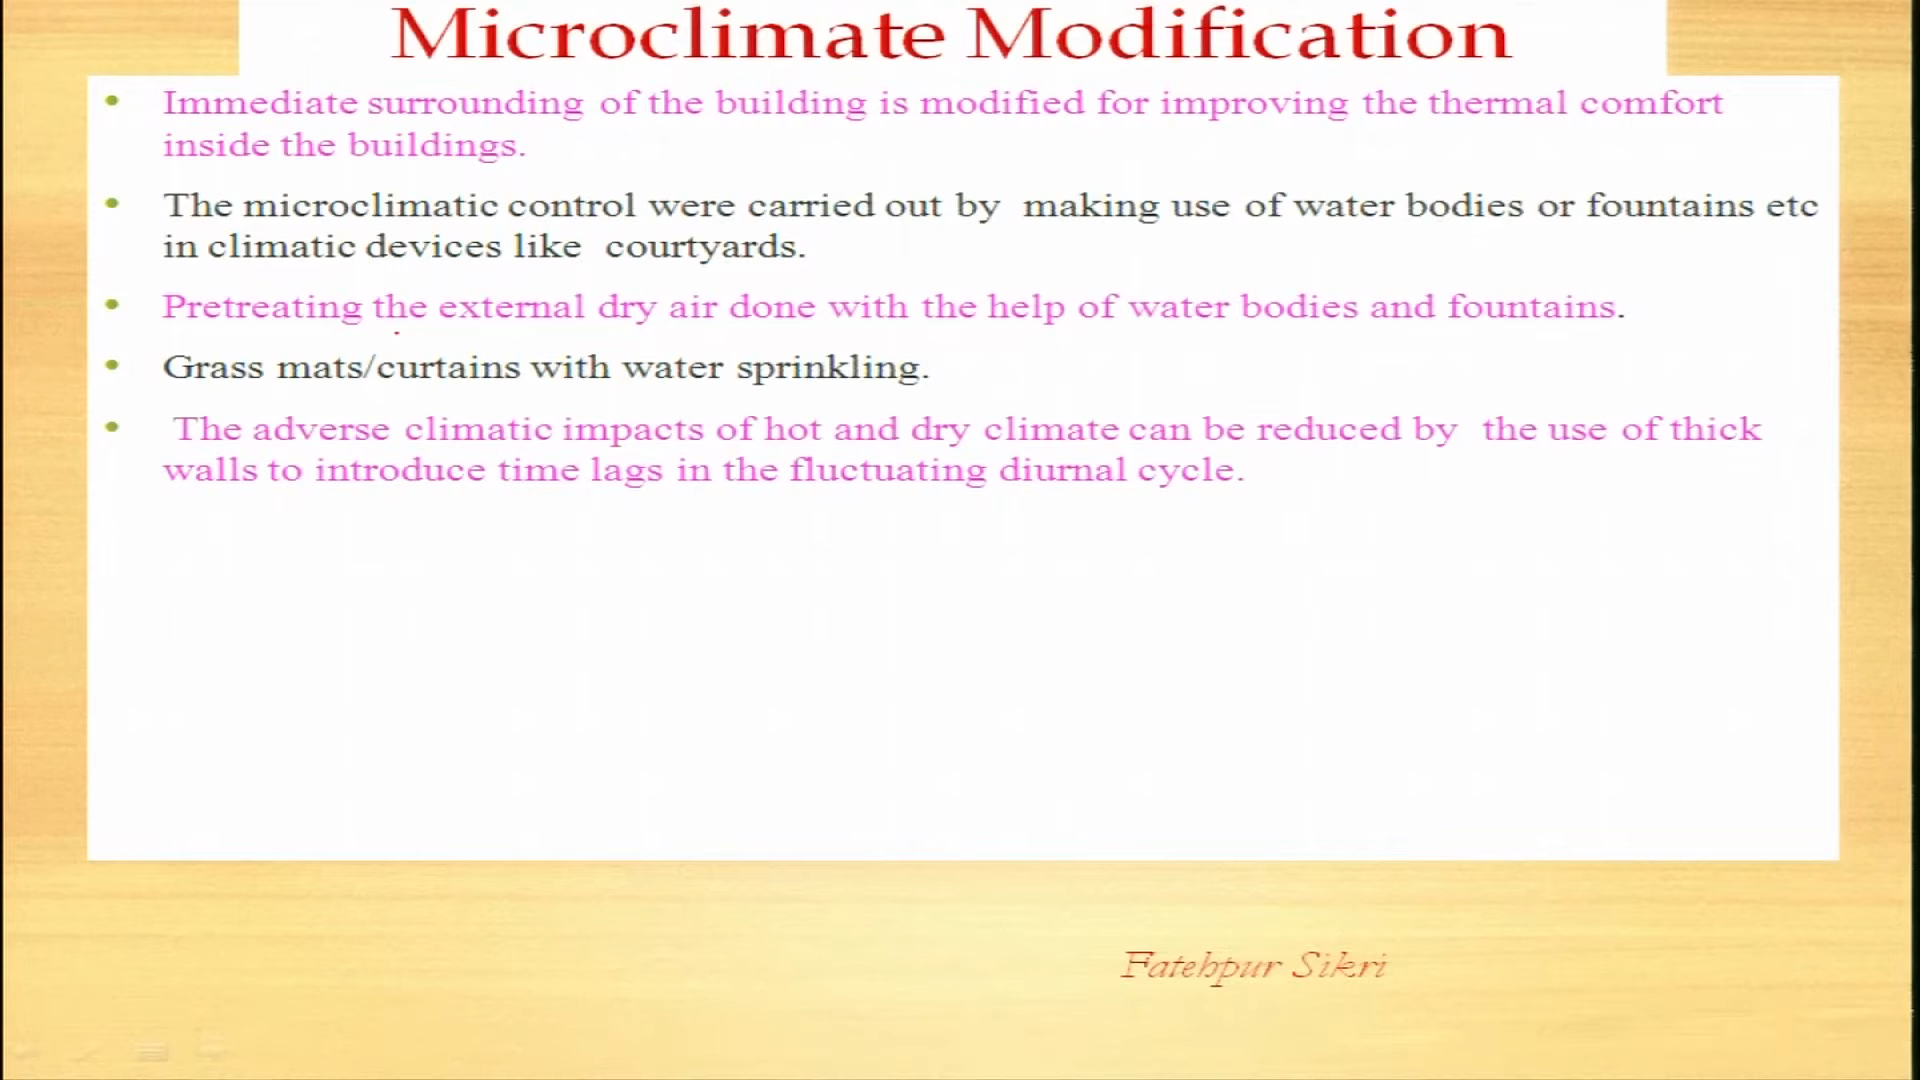 Microclimate Modification
• Immediate surrounding of the building is modified for improving the thermal comfort
inside the buildings.
• The microclimatic control were carried out by making use of water bodies or fountains etc
in climatic devices like courtyards.
• Pretreating the external dry air done with the help of water bodies and fountains.
• Grass mats/curtains with water sprinkling.
• The adverse climatic impacts of hot and dry climate can be reduced by the use of thick
walls to introduce time lags in the fluctuating diurnal cycle.
Fatehpur Sikri